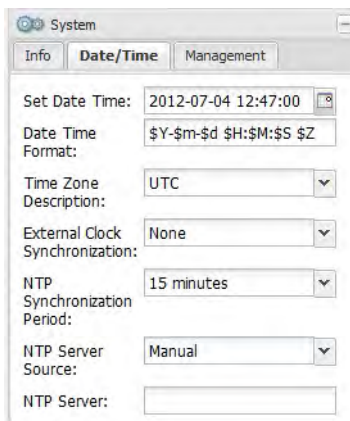 System
Info Date/Time Management
Set Date Time: 2012-07-04 12:47:00
Date Time $Y-$m-$d $H:$M:$S $Z
Format:
Time Zone UTC
Description:
External Clock None
Synchronization:
NTP 15 minutes
Synchronization
Period:
NTP Server Manual
Source:
NTP Server: